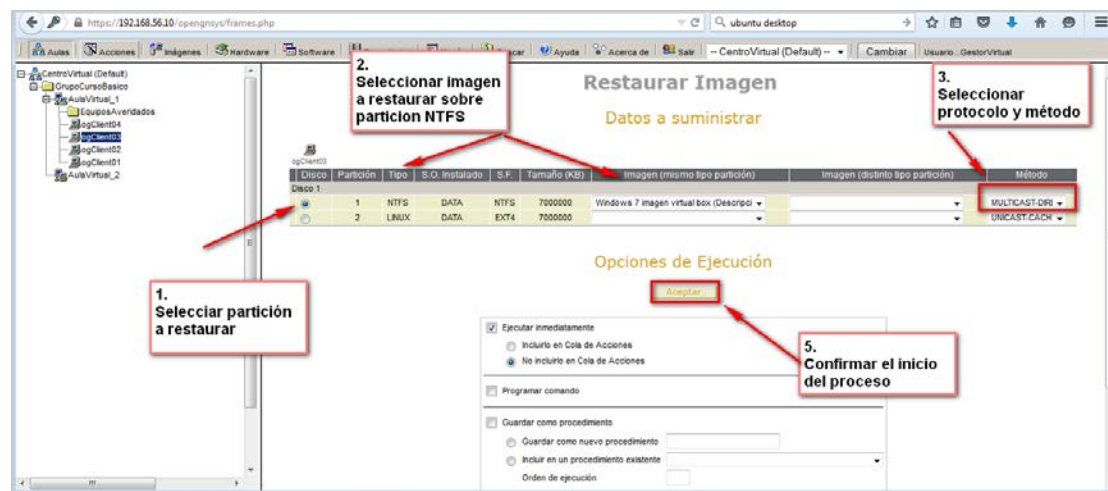 https://192.168.56.10/opengnsys/frames.php
ubuntu desktop
Aulas Acciones Imágenes Hardware Software Ayuda Acerca de Salir -- CentroVirtual (Default) -- Cambiar Usuario: GestorVirtual
CentroVirtual (Default)
GrupoCursoBasico
AulaVirtual_1
EquiposAveridados
ogClient04
ogClient03
ogClient02
ogClient01
AulaVirtual_2
2.
Seleccionar imagen
a restaurar sobre
particion NTFS
Restaurar Imagen
Datos a suministrar
3.
Seleccionar
protocolo y método
ogClient03
Disco Partición Tipo S.O. Instalado S.F. Tamaño (KB) Imagen (mismo tipo partición) Imagen (distinto tipo partición) Método
Disco 1
1 NTFS DATA NTFS 7000000 Windows 7 imagen virtual box (Descripci MULTICAST-DIRI
2 LINUX DATA EXT4 7000000 UNICAST-CACH
1.
Selecciar partición
a restaurar
Opciones de Ejecución
Aceptar
Ejecutar inmediatamente
Incluirlo en Cola de Acciones
No incluirlo en Cola de Acciones
5.
Confirmar el inicio
del proceso
Programar comando
Guardar como procedimiento
Guardar como nuevo procedimiento
Incluir en un procedimiento existente
Orden de ejecución